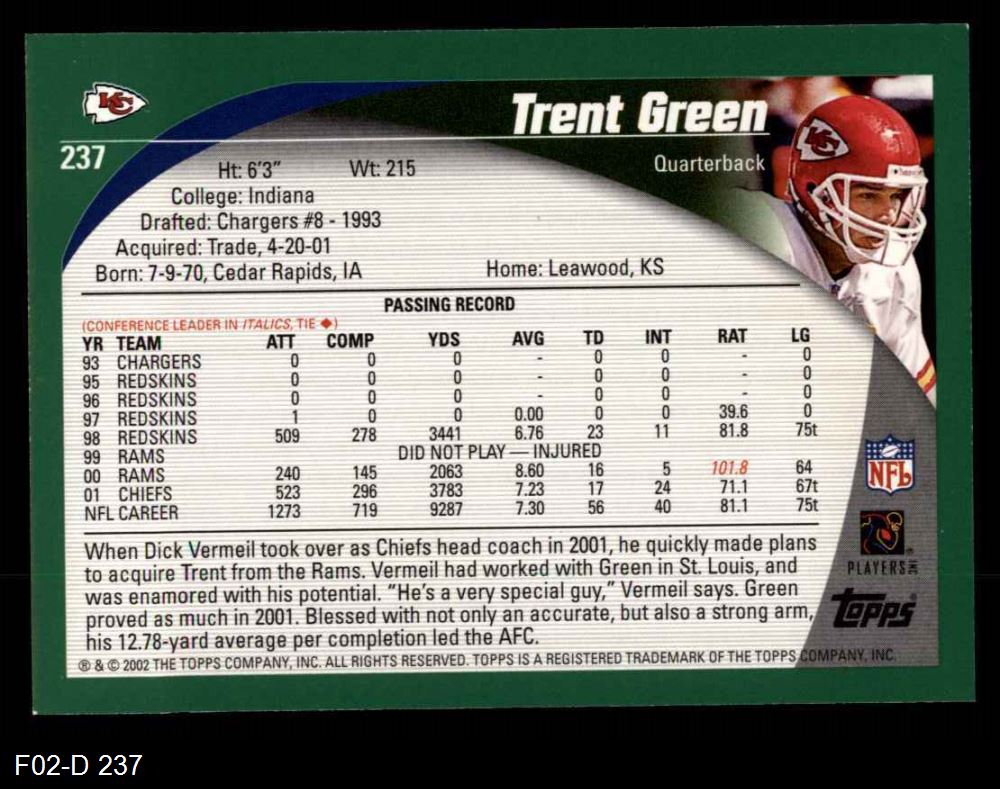 KC
Trent Green
237
Quarterback
Ht: 6'3" Wt: 215
College: Indiana
Drafted: Chargers #8 - 1993
Acquired: Trade, 4-20-01
Born: 7-9-70, Cedar Rapids, IA Home: Leawood, KS
PASSING RECORD
(CONFERENCE LEADER IN ITALICS, TIE ◆)
YR TEAM ATT COMP YDS AVG TD INT RAT LG
93 CHARGERS 0 0 0 - 0 0 - 0
95 REDSKINS 0 0 0 - 0 0 - 0
96 REDSKINS 0 0 0 - 0 0 - 0
97 REDSKINS 1 0 0 0.00 0 0 39.6 0
98 REDSKINS 509 278 3441 6.76 23 11 81.8 75t
99 RAMS DID NOT PLAY — INJURED
00 RAMS 240 145 2063 8.60 16 5 101.8 64
01 CHIEFS 523 296 3783 7.23 17 24 71.1 67t
NFL CAREER 1273 719 9287 7.30 56 40 81.1 75t
When Dick Vermeil took over as Chiefs head coach in 2001, he quickly made plans
to acquire Trent from the Rams. Vermeil had worked with Green in St. Louis, and
was enamored with his potential. "He's a very special guy," Vermeil says. Green
proved as much in 2001. Blessed with not only an accurate, but also a strong arm,
his 12.78-yard average per completion led the AFC.
® & © 2002 THE TOPPS COMPANY, INC. ALL RIGHTS RESERVED. TOPPS IS A REGISTERED TRADEMARK OF THE TOPPS COMPANY, INC.
NFL
PLAYERS INC
Topps®
F02-D 237